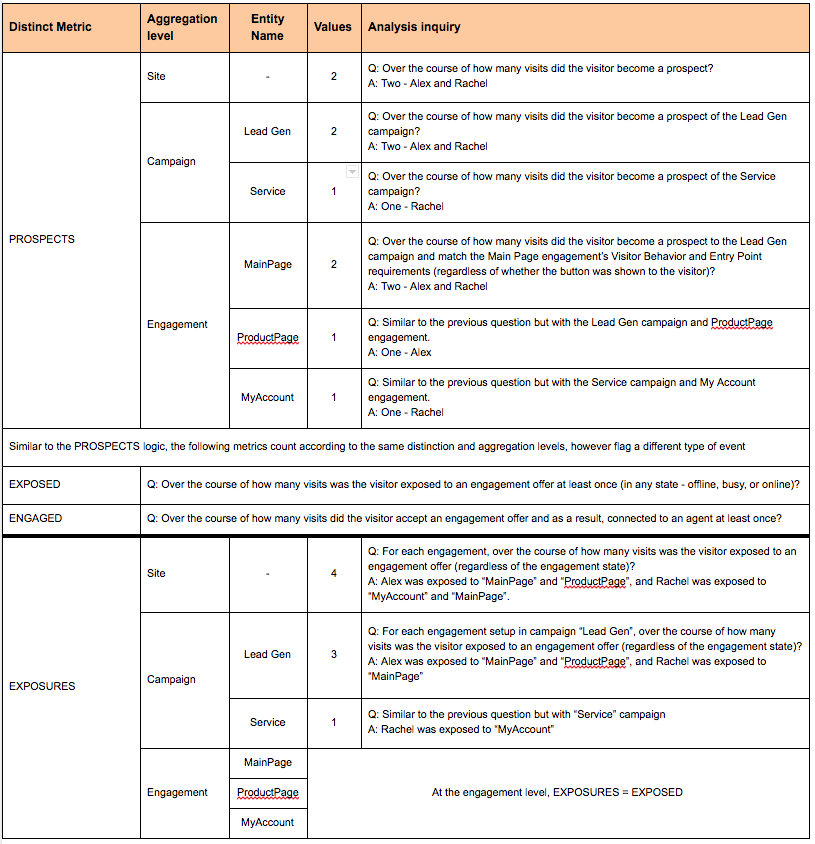 Distinct Metric
Aggregation
level
Entity
Name
Values
Analysis inquiry
PROSPECTS
Site
-
2
Q: Over the course of how many visits did the visitor become a prospect?
A: Two - Alex and Rachel
Campaign
Lead Gen
2
Q: Over the course of how many visits did the visitor become a prospect of the Lead Gen
campaign?
A: Two - Alex and Rachel
Service
1
Q: Over the course of how many visits did the visitor become a prospect of the Service
campaign?
A: One - Rachel
Engagement
MainPage
2
Q: Over the course of how many visits did the visitor become a prospect to the Lead Gen
campaign and match the Main Page engagement's Visitor Behavior and Entry Point
requirements (regardless of whether the button was shown to the visitor)?
A: Two - Alex and Rachel
ProductPage
1
Q: Similar to the previous question but with the Lead Gen campaign and ProductPage
engagement.
A: One - Alex
MyAccount
1
Q: Similar to the previous question but with the Service campaign and My Account
engagement.
A: One - Rachel
Similar to the PROSPECTS logic, the following metrics count according to the same distinction and aggregation levels, however flag a different type of event
EXPOSED
Q: Over the course of how many visits was the visitor exposed to an engagement offer at least once (in any state - offline, busy, or online)?
ENGAGED
Q: Over the course of how many visits did the visitor accept an engagement offer and as a result, connected to an agent at least once?
EXPOSURES
Site
-
4
Q: For each engagement, over the course of how many visits was the visitor exposed to an
engagement offer (regardless of the engagement state)?
A: Alex was exposed to "MainPage" and "ProductPage", and Rachel was exposed to
"MyAccount" and "MainPage".
Campaign
Lead Gen
3
Q: For each engagement setup in campaign "Lead Gen", over the course of how many
visits was the visitor exposed to an engagement offer (regardless of the engagement state)?
A: Alex was exposed to "MainPage" and "ProductPage", and Rachel was exposed to
"MainPage"
Service
1
Q: Similar to the previous question but with "Service" campaign
A: Rachel was exposed to "MyAccount"
Engagement
MainPage
ProductPage
MyAccount
At the engagement level, EXPOSURES = EXPOSED